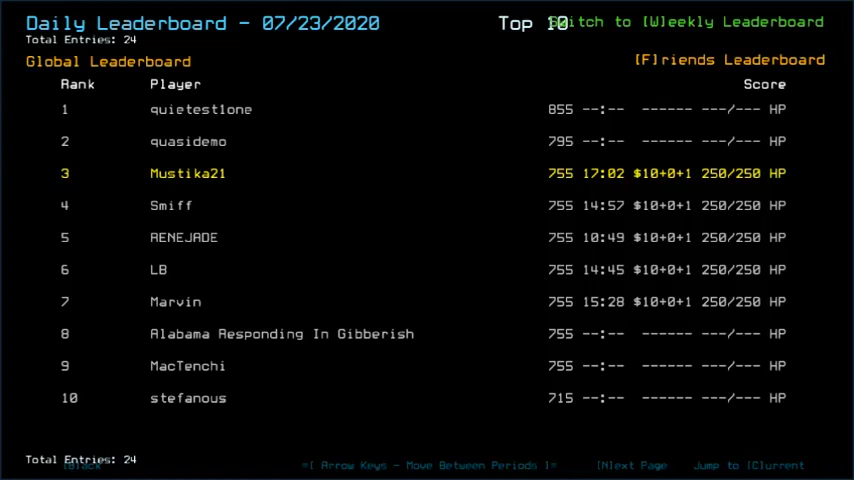 Daily Leaderboard - 07/23/2020 Top 10 Switch to [W]eekly Leaderboard
Total Entries: 24
Global Leaderboard [F]riends Leaderboard
Rank Player Score
1 quietest1one 855 --:-- ------ ---/--- HP
2 quasidemo 795 --:-- ------ ---/--- HP
3 Mustika21 755 17:02 $10+0+1 250/250 HP
4 Smiff 755 14:57 $10+0+1 250/250 HP
5 RENEJADE 755 10:49 $10+0+1 250/250 HP
6 LB 755 14:45 $10+0+1 250/250 HP
7 Marvin 755 15:28 $10+0+1 250/250 HP
8 Alabama Responding In Gibberish 755 --:-- ------ ---/--- HP
9 MacTenchi 755 --:-- ------ ---/--- HP
10 stefanous 715 --:-- ------ ---/--- HP
Total Entries: 24
[B]ack =[ Arrow Keys - Move Between Periods ]= [N]ext Page Jump to [C]urrent